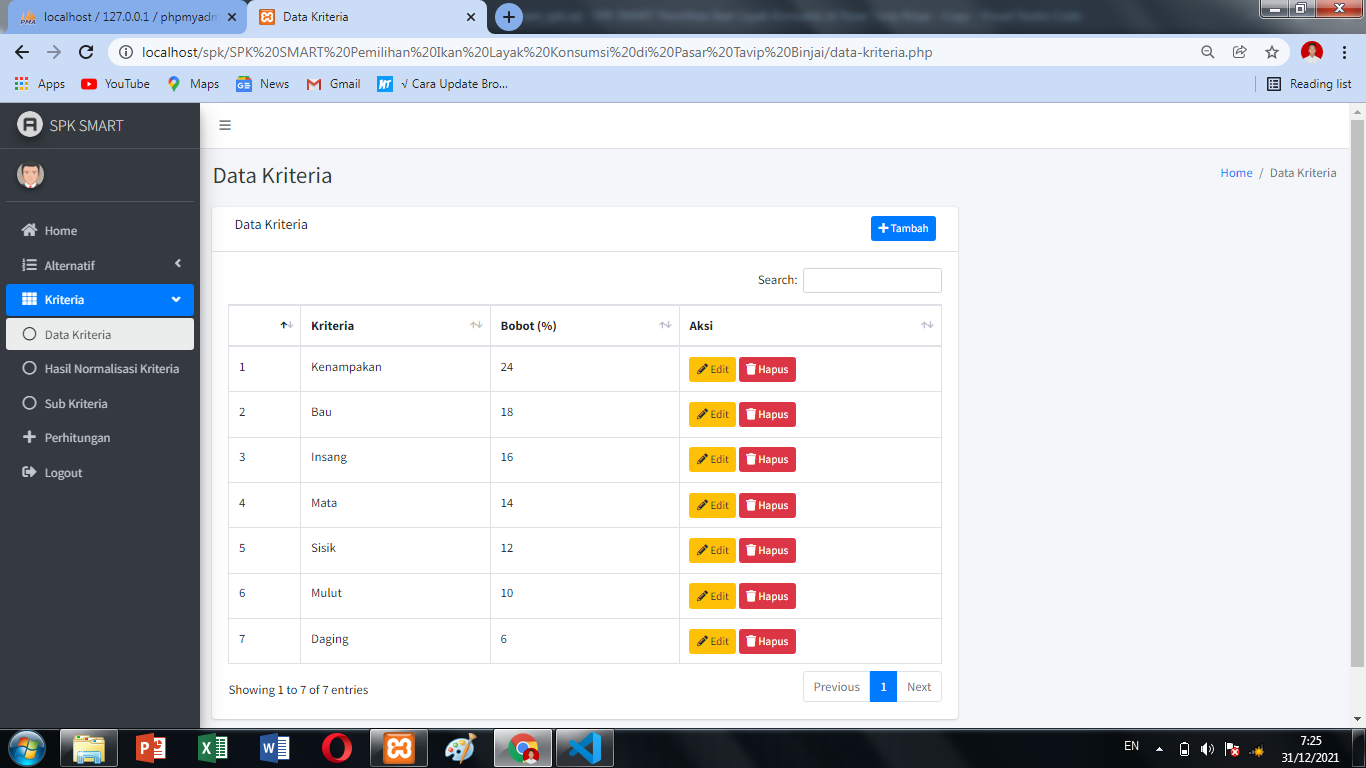 localhost / 127.0.0.1 / phpmyadm
Data Kriteria
localhost/spk/SPK%20SMART%20Pemilihan%20Ikan%20Layak%20Konsumsi%20di%20Pasar%20Tavip%20Binjai/data-kriteria.php
Apps YouTube Maps News Gmail √ Cara Update Bro... Reading list
SPK SMART
Home
Alternatif
Kriteria
Data Kriteria
Hasil Normalisasi Kriteria
Sub Kriteria
Perhitungan
Logout
Data Kriteria
Home / Data Kriteria
Data Kriteria
Tambah
Search:
Kriteria Bobot (%) Aksi
1 Kenampakan 24 Edit Hapus
2 Bau 18 Edit Hapus
3 Insang 16 Edit Hapus
4 Mata 14 Edit Hapus
5 Sisik 12 Edit Hapus
6 Mulut 10 Edit Hapus
7 Daging 6 Edit Hapus
Showing 1 to 7 of 7 entries
Previous 1 Next
EN
7:25
31/12/2021